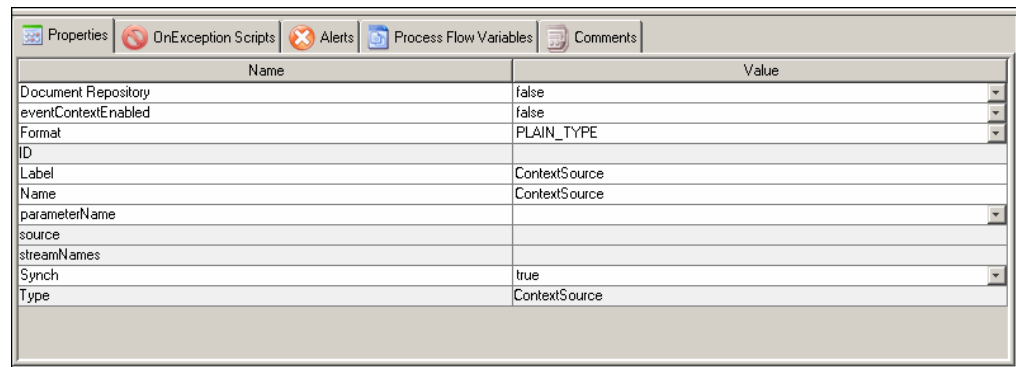 Properties OnException Scripts Alerts Process Flow Variables Comments
Name Value
Document Repository false
eventContextEnabled false
Format PLAIN_TYPE
ID
Label ContextSource
Name ContextSource
parameterName
source
streamNames
Synch true
Type ContextSource